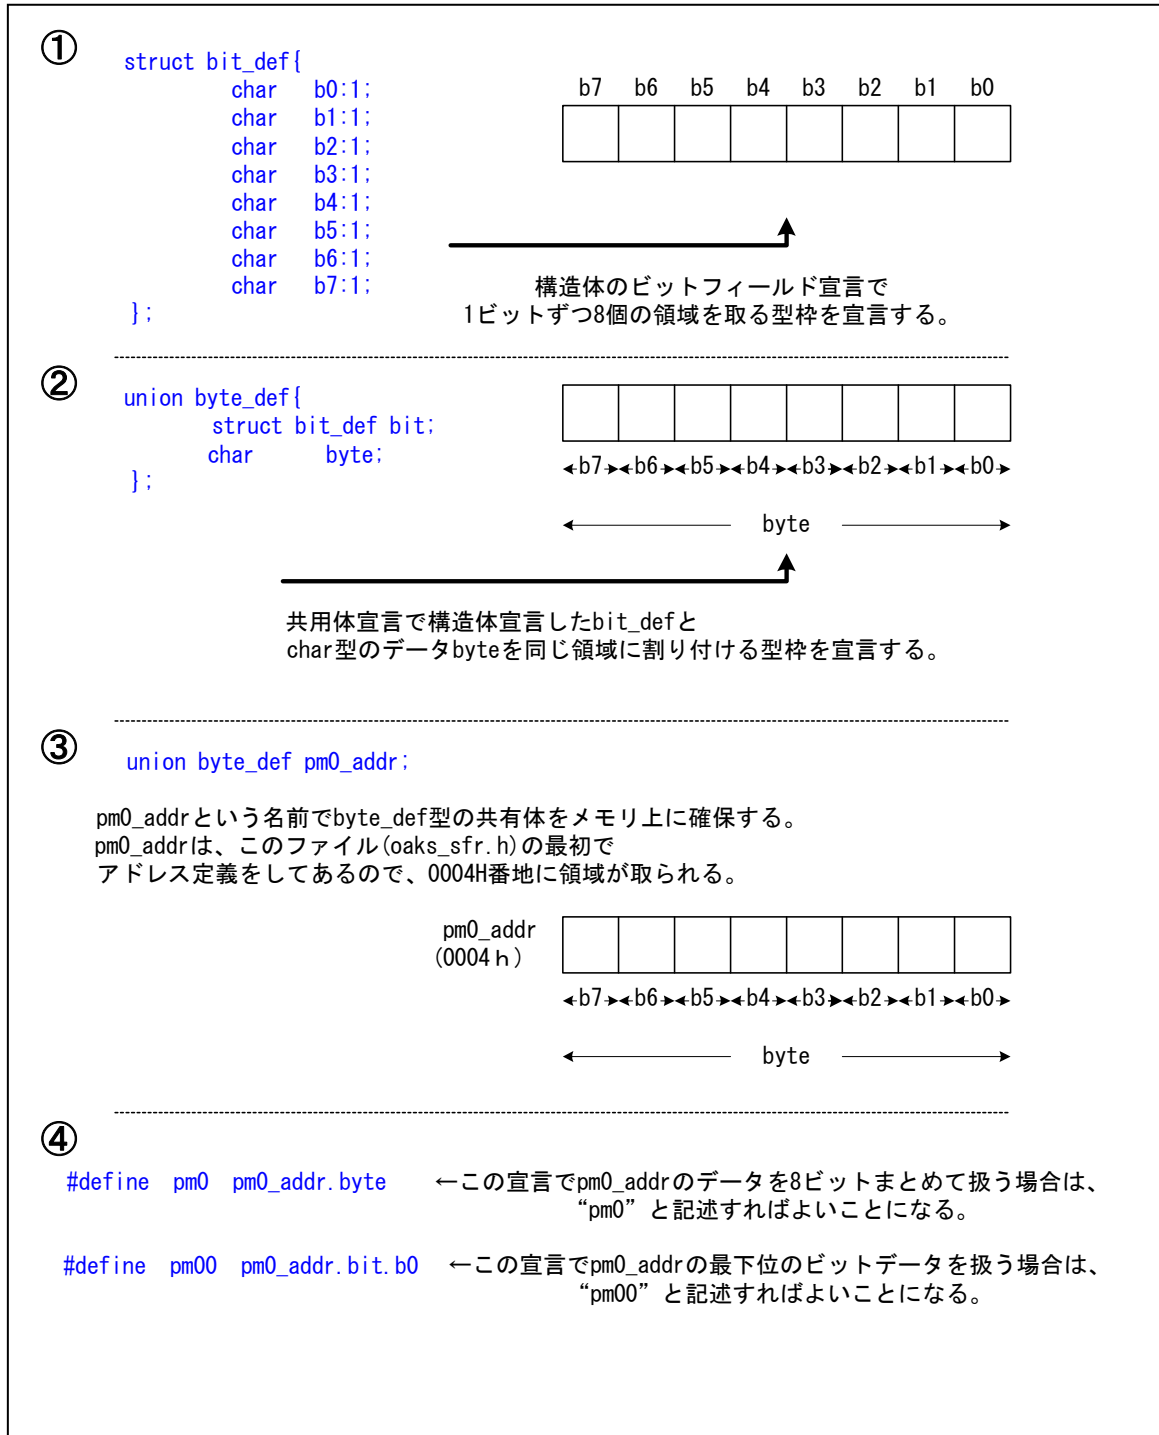 ①
struct bit_def{
char b0:1;
char b1:1;
char b2:1;
char b3:1;
char b4:1;
char b5:1;
char b6:1;
char b7:1;
};
b7 b6 b5 b4 b3 b2 b1 b0
構造体のビットフィールド宣言で
1ビットずつ8個の領域を取る型枠を宣言する。
②
union byte_def{
struct bit_def bit;
char byte;
};
b7 b6 b5 b4 b3 b2 b1 b0
byte
共用体宣言で構造体宣言したbit_defと
char型のデータbyteを同じ領域に割り付ける型枠を宣言する。
③
union byte_def pm0_addr;
pm0_addrという名前でbyte_def型の共有体をメモリ上に確保する。
pm0_addrは、このファイル(oaks_sfr.h)の最初で
アドレス定義をしてあるので、0004H番地に領域が取られる。
pm0_addr
(0004ｈ)
b7 b6 b5 b4 b3 b2 b1 b0
byte
④
#define pm0 pm0_addr.byte ←この宣言でpm0_addrのデータを8ビットまとめて扱う場合は、
“pm0”と記述すればよいことになる。
#define pm00 pm0_addr.bit.b0 ←この宣言でpm0_addrの最下位のビットデータを扱う場合は、
“pm00”と記述すればよいことになる。